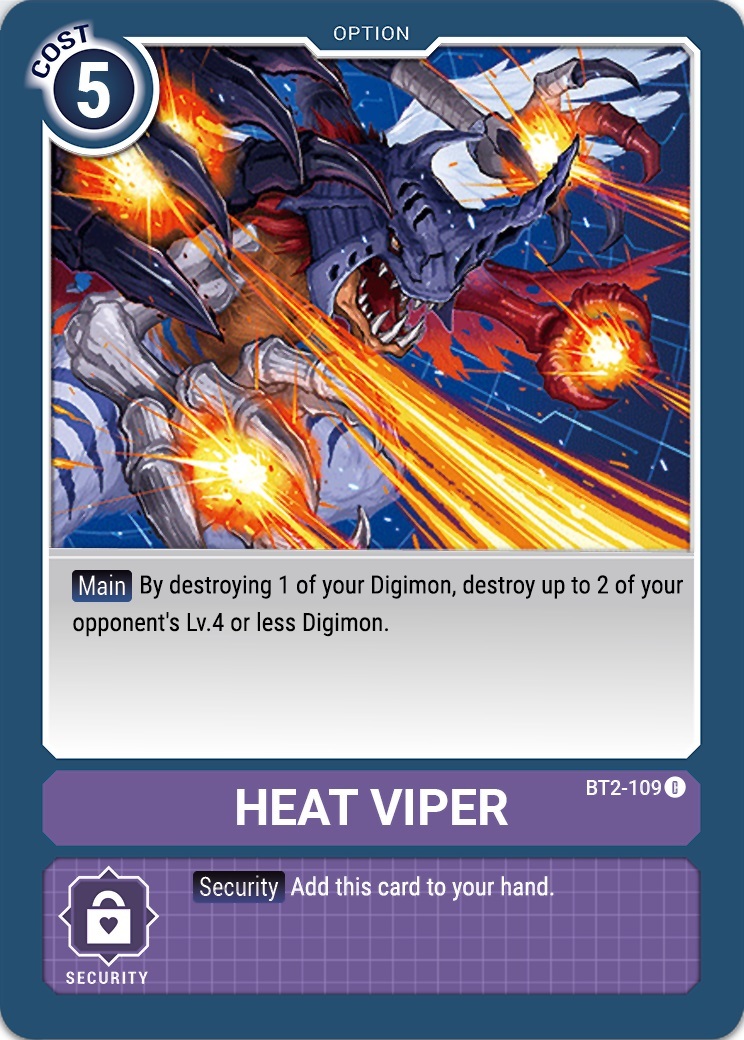 OPTION
COST
5
Main By destroying 1 of your Digimon, destroy up to 2 of your
opponent's Lv.4 or less Digimon.
BT2-109 C
HEAT VIPER
Security Add this card to your hand.
SECURITY